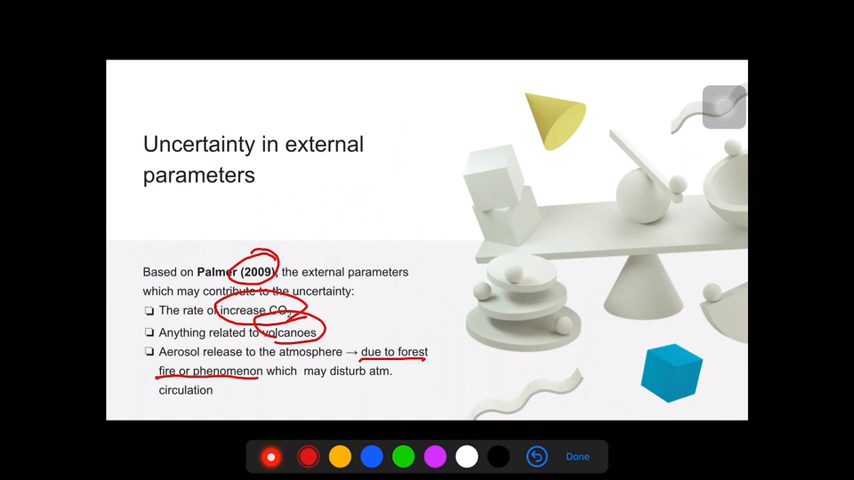 Uncertainty in external
parameters
Based on Palmer (2009), the external parameters
which may contribute to the uncertainty:
The rate of increase CO₂
Anything related to volcanoes
Aerosol release to the atmosphere → due to forest
fire or phenomenon which may disturb atm.
circulation
Done